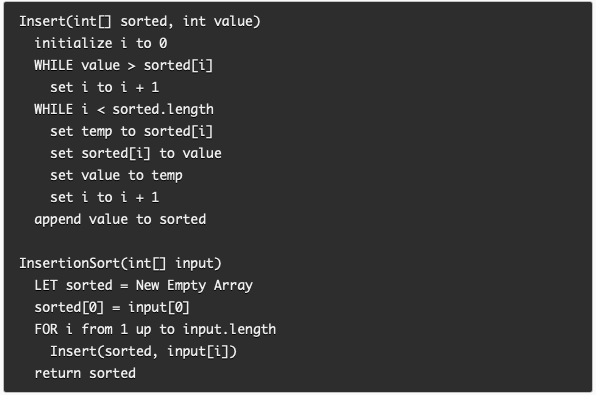 Insert(int[] sorted, int value)
  initialize i to 0
  WHILE value > sorted[i]
    set i to i + 1
  WHILE i < sorted.length
    set temp to sorted[i]
    set sorted[i] to value
    set value to temp
    set i to i + 1
  append value to sorted

InsertionSort(int[] input)
  LET sorted = New Empty Array
  sorted[0] = input[0]
  FOR i from 1 up to input.length
    Insert(sorted, input[i])
  return sorted